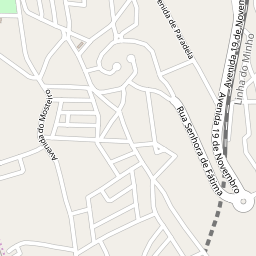 Avenida de Paradela
Avenida 19 de Novembro
Linha do Minho
Avenida do Mosteiro
Rua Senhora de Fátima
Avenida 19 de Novembro